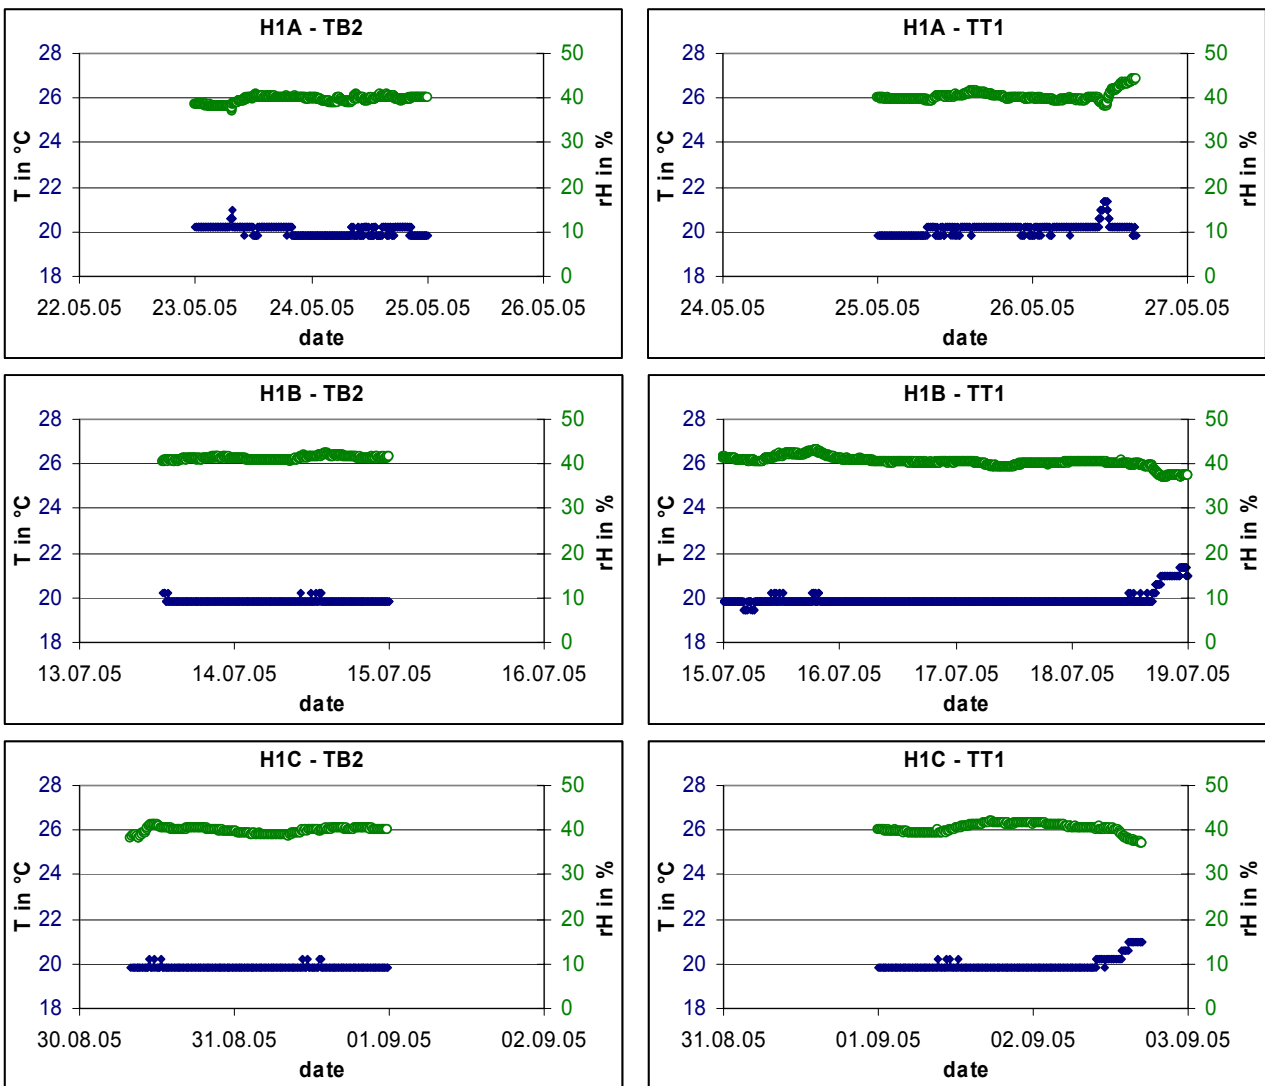 H1A - TB2
28
26
24
22
20
18
T in °C
50
40
30
20
10
0
rH in %
22.05.05 23.05.05 24.05.05 25.05.05 26.05.05
date
H1A - TT1
28
26
24
22
20
18
T in °C
50
40
30
20
10
0
rH in %
24.05.05 25.05.05 26.05.05 27.05.05
date
H1B - TB2
28
26
24
22
20
18
T in °C
50
40
30
20
10
0
rH in %
13.07.05 14.07.05 15.07.05 16.07.05
date
H1B - TT1
28
26
24
22
20
18
T in °C
50
40
30
20
10
0
rH in %
15.07.05 16.07.05 17.07.05 18.07.05 19.07.05
date
H1C - TB2
28
26
24
22
20
18
T in °C
50
40
30
20
10
0
rH in %
30.08.05 31.08.05 01.09.05 02.09.05
date
H1C - TT1
28
26
24
22
20
18
T in °C
50
40
30
20
10
0
rH in %
31.08.05 01.09.05 02.09.05 03.09.05
date